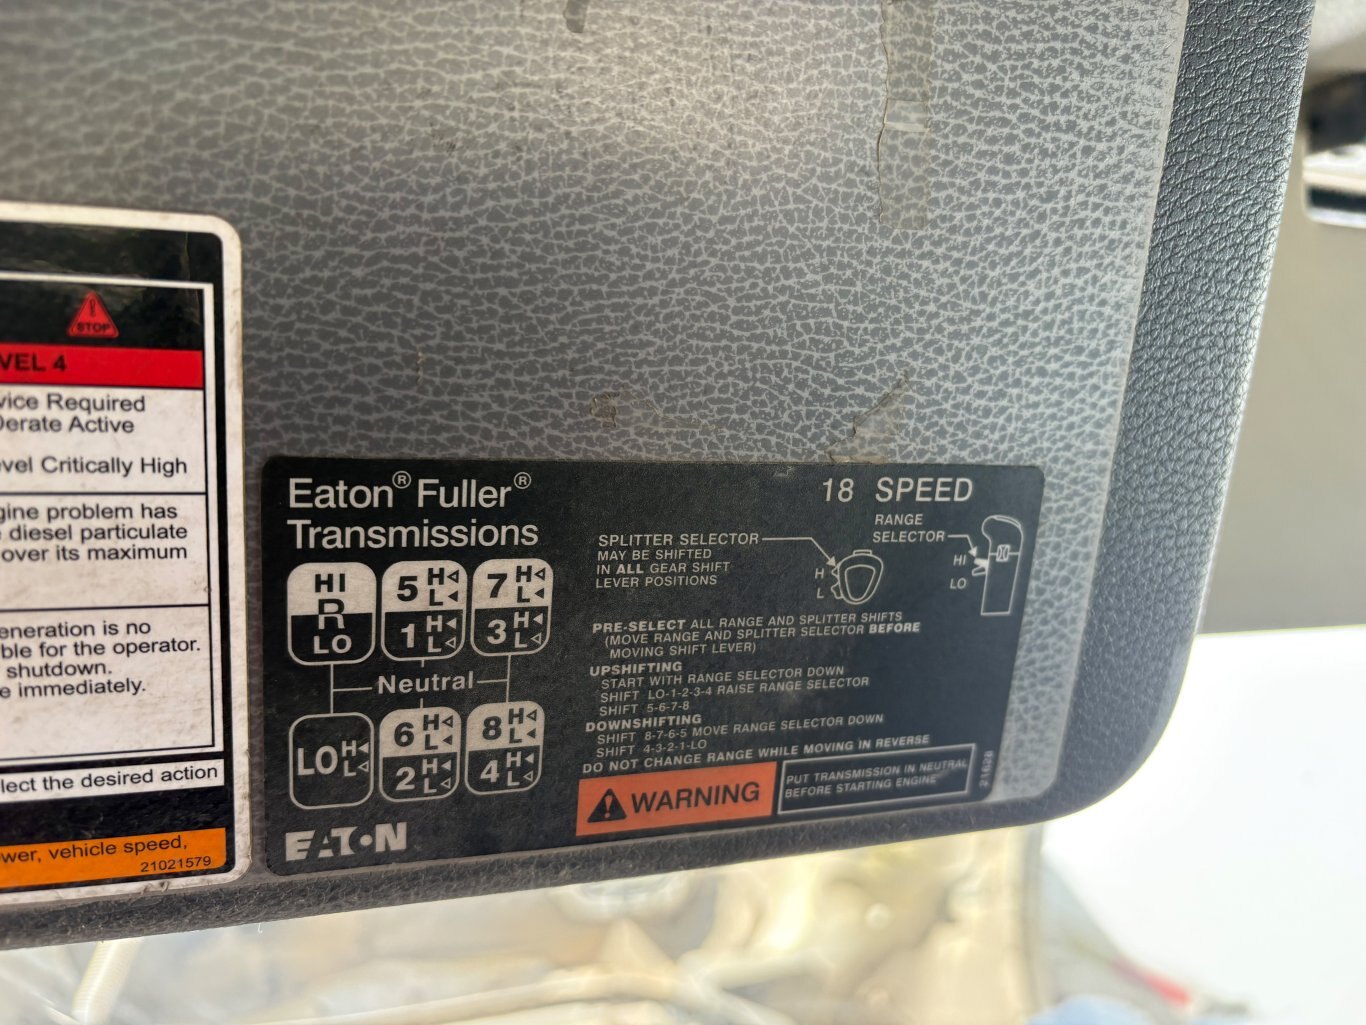 STOP
VEL 4
vice Required
Derate Active
evel Critically High
gine problem has
diesel particulate
over its maximum
eneration is no
ble for the operator.
shutdown.
e immediately.
lect the desired action
wer, vehicle speed,
21021579
Eaton® Fuller®
Transmissions
18 SPEED
HI
R
LO
5 H L
1 H L
7 H L
3 H L
Neutral
LO H L
6 H L
2 H L
8 H L
4 H L
EATON
SPLITTER SELECTOR
MAY BE SHIFTED
IN ALL GEAR SHIFT
LEVER POSITIONS
H
L
RANGE
SELECTOR
HI
LO
PRE-SELECT ALL RANGE AND SPLITTER SHIFTS
(MOVE RANGE AND SPLITTER SELECTOR BEFORE
MOVING SHIFT LEVER)
UPSHIFTING
START WITH RANGE SELECTOR DOWN
SHIFT LO-1-2-3-4 RAISE RANGE SELECTOR
SHIFT 5-6-7-8
DOWNSHIFTING
SHIFT 8-7-6-5 MOVE RANGE SELECTOR DOWN
SHIFT 4-3-2-1-LO
DO NOT CHANGE RANGE WHILE MOVING IN REVERSE
WARNING
PUT TRANSMISSION IN NEUTRAL
BEFORE STARTING ENGINE
21628